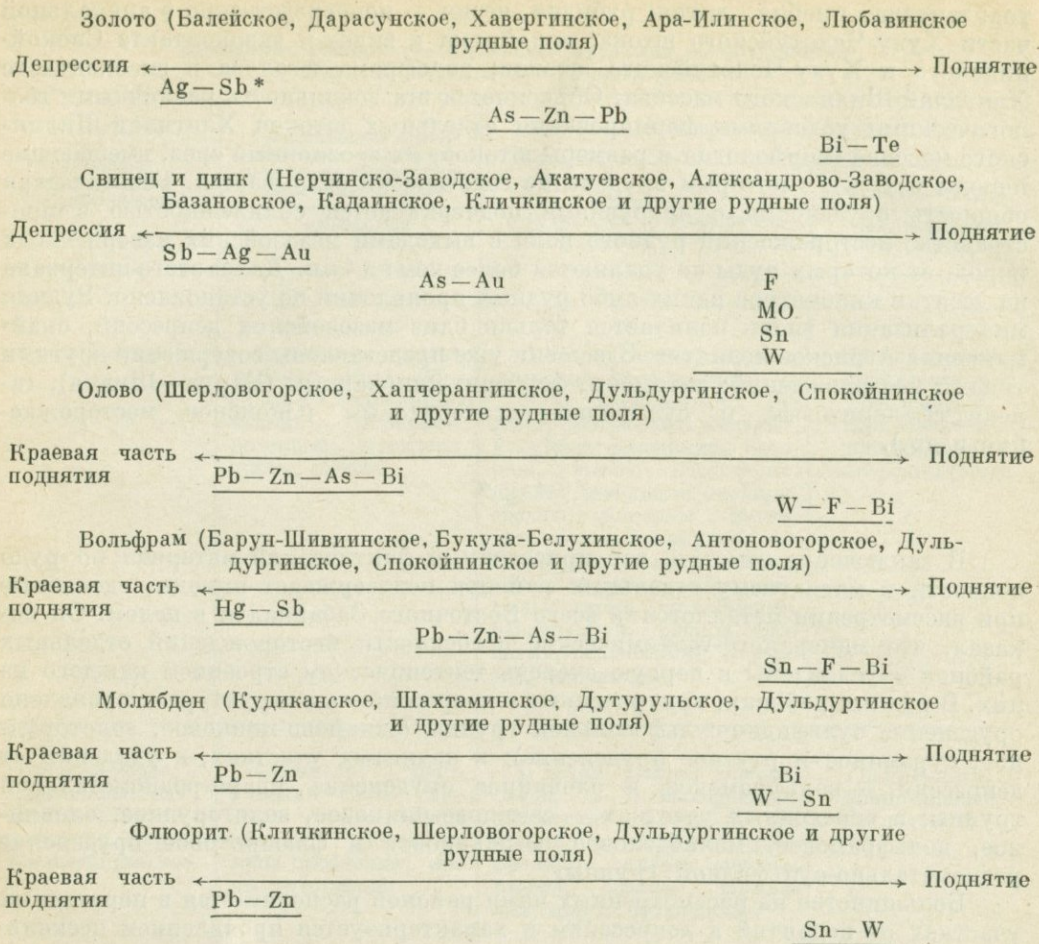 Золото (Балейское, Дарасунское, Хавергинское, Ара-Илинское, Любавинское
рудные поля)
Депрессия ←→ Поднятие
Ag—Sb *
As—Zn—Pb
Bi—Te
Свинец и цинк (Нерчинско-Заводское, Акатуевское, Александрово-Заводское,
Базановское, Кадаинское, Кличкинское и другие рудные поля)
Депрессия ←→ Поднятие
Sb—Ag—Au
As—Au F
MO
Sn
W
Олово (Шерловогорское, Хапчерангинское, Дульдургинское, Спокойнинское
и другие рудные поля)
Краевая часть ←→ Поднятие
поднятия Pb—Zn—As—Bi
W—F—Bi
Вольфрам (Барун-Шивиинское, Букука-Белухинское, Антоновогорское, Дуль-
дургинское, Спокойнинское и другие рудные поля)
Краевая часть ←→ Поднятие
поднятия Hg—Sb
Pb—Zn—As—Bi
Sn—F—Bi
Молибден (Кудиканское, Шахтаминское, Дутурульское, Дульдургинское
и другие рудные поля)
Краевая часть ←→ Поднятие
поднятия Pb—Zn Bi
W—Sn
Флюорит (Кличкинское, Шерловогорское, Дульдургинское и другие
рудные поля)
Краевая часть ←→ Поднятие
поднятия Pb—Zn
Sn—W